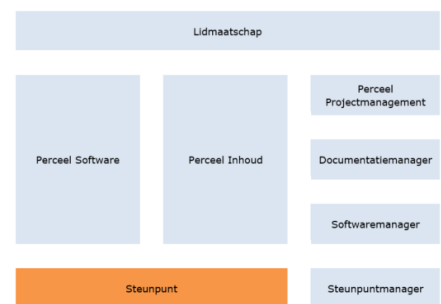 Lidmaatschap
Perceel Software
Perceel Inhoud
Perceel
Projectmanagement
Documentatiemanager
Softwaremanager
Steunpunt
Steunpuntmanager